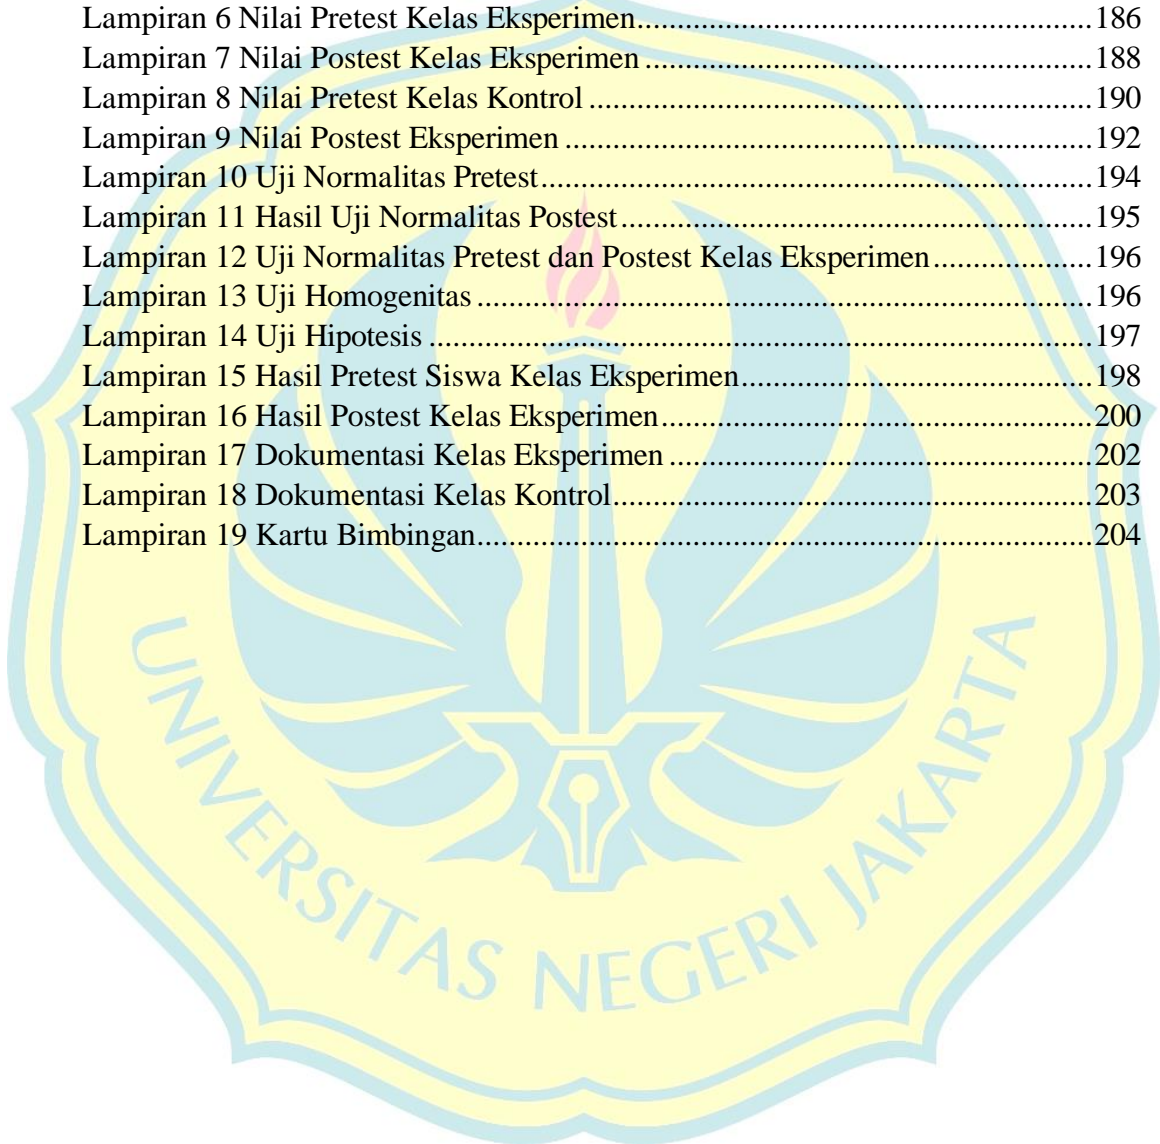 Lampiran 6 Nilai Pretest Kelas Eksperimen....................................................................186
Lampiran 7 Nilai Postest Kelas Eksperimen ..................................................................188
Lampiran 8 Nilai Pretest Kelas Kontrol .........................................................................190
Lampiran 9 Nilai Postest Eksperimen ............................................................................192
Lampiran 10 Uji Normalitas Pretest................................................................................194
Lampiran 11 Hasil Uji Normalitas Postest.....................................................................195
Lampiran 12 Uji Normalitas Pretest dan Postest Kelas Eksperimen.......................196
Lampiran 13 Uji Homogenitas .........................................................................................196
Lampiran 14 Uji Hipotesis ................................................................................................197
Lampiran 15 Hasil Pretest Siswa Kelas Eksperimen...................................................198
Lampiran 16 Hasil Postest Kelas Eksperimen...............................................................200
Lampiran 17 Dokumentasi Kelas Eksperimen ..............................................................202
Lampiran 18 Dokumentasi Kelas Kontrol......................................................................203
Lampiran 19 Kartu Bimbingan.........................................................................................204
UNIVERSITAS NEGERI JAKARTA